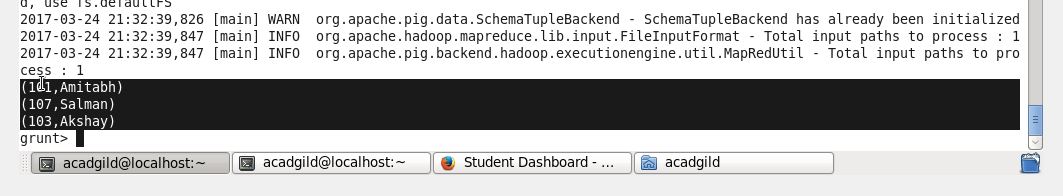 d, use fs.defaultFS
2017-03-24 21:32:39,826 [main] WARN  org.apache.pig.data.SchemaTupleBackend - SchemaTupleBackend has already been initialized
2017-03-24 21:32:39,847 [main] INFO  org.apache.hadoop.mapreduce.lib.input.FileInputFormat - Total input paths to process : 1
2017-03-24 21:32:39,847 [main] INFO  org.apache.pig.backend.hadoop.executionengine.util.MapRedUtil - Total input paths to pro
cess : 1
(101,Amitabh)
(107,Salman)
(103,Akshay)
grunt>
acadgild@localhost:~
acadgild@localhost:~
Student Dashboard - ...
acadgild